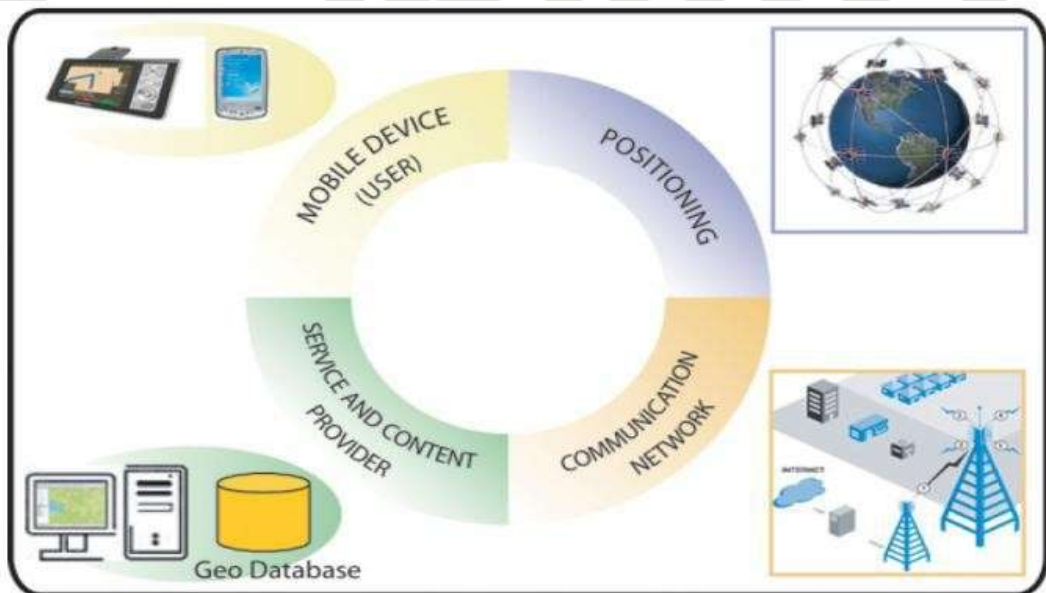 MOBILE DEVICE
(USER)
POSITIONING
SERVICE AND CONTENT
PROVIDER
COMMUNICATION
NETWORK
INTERNET
Geo Database